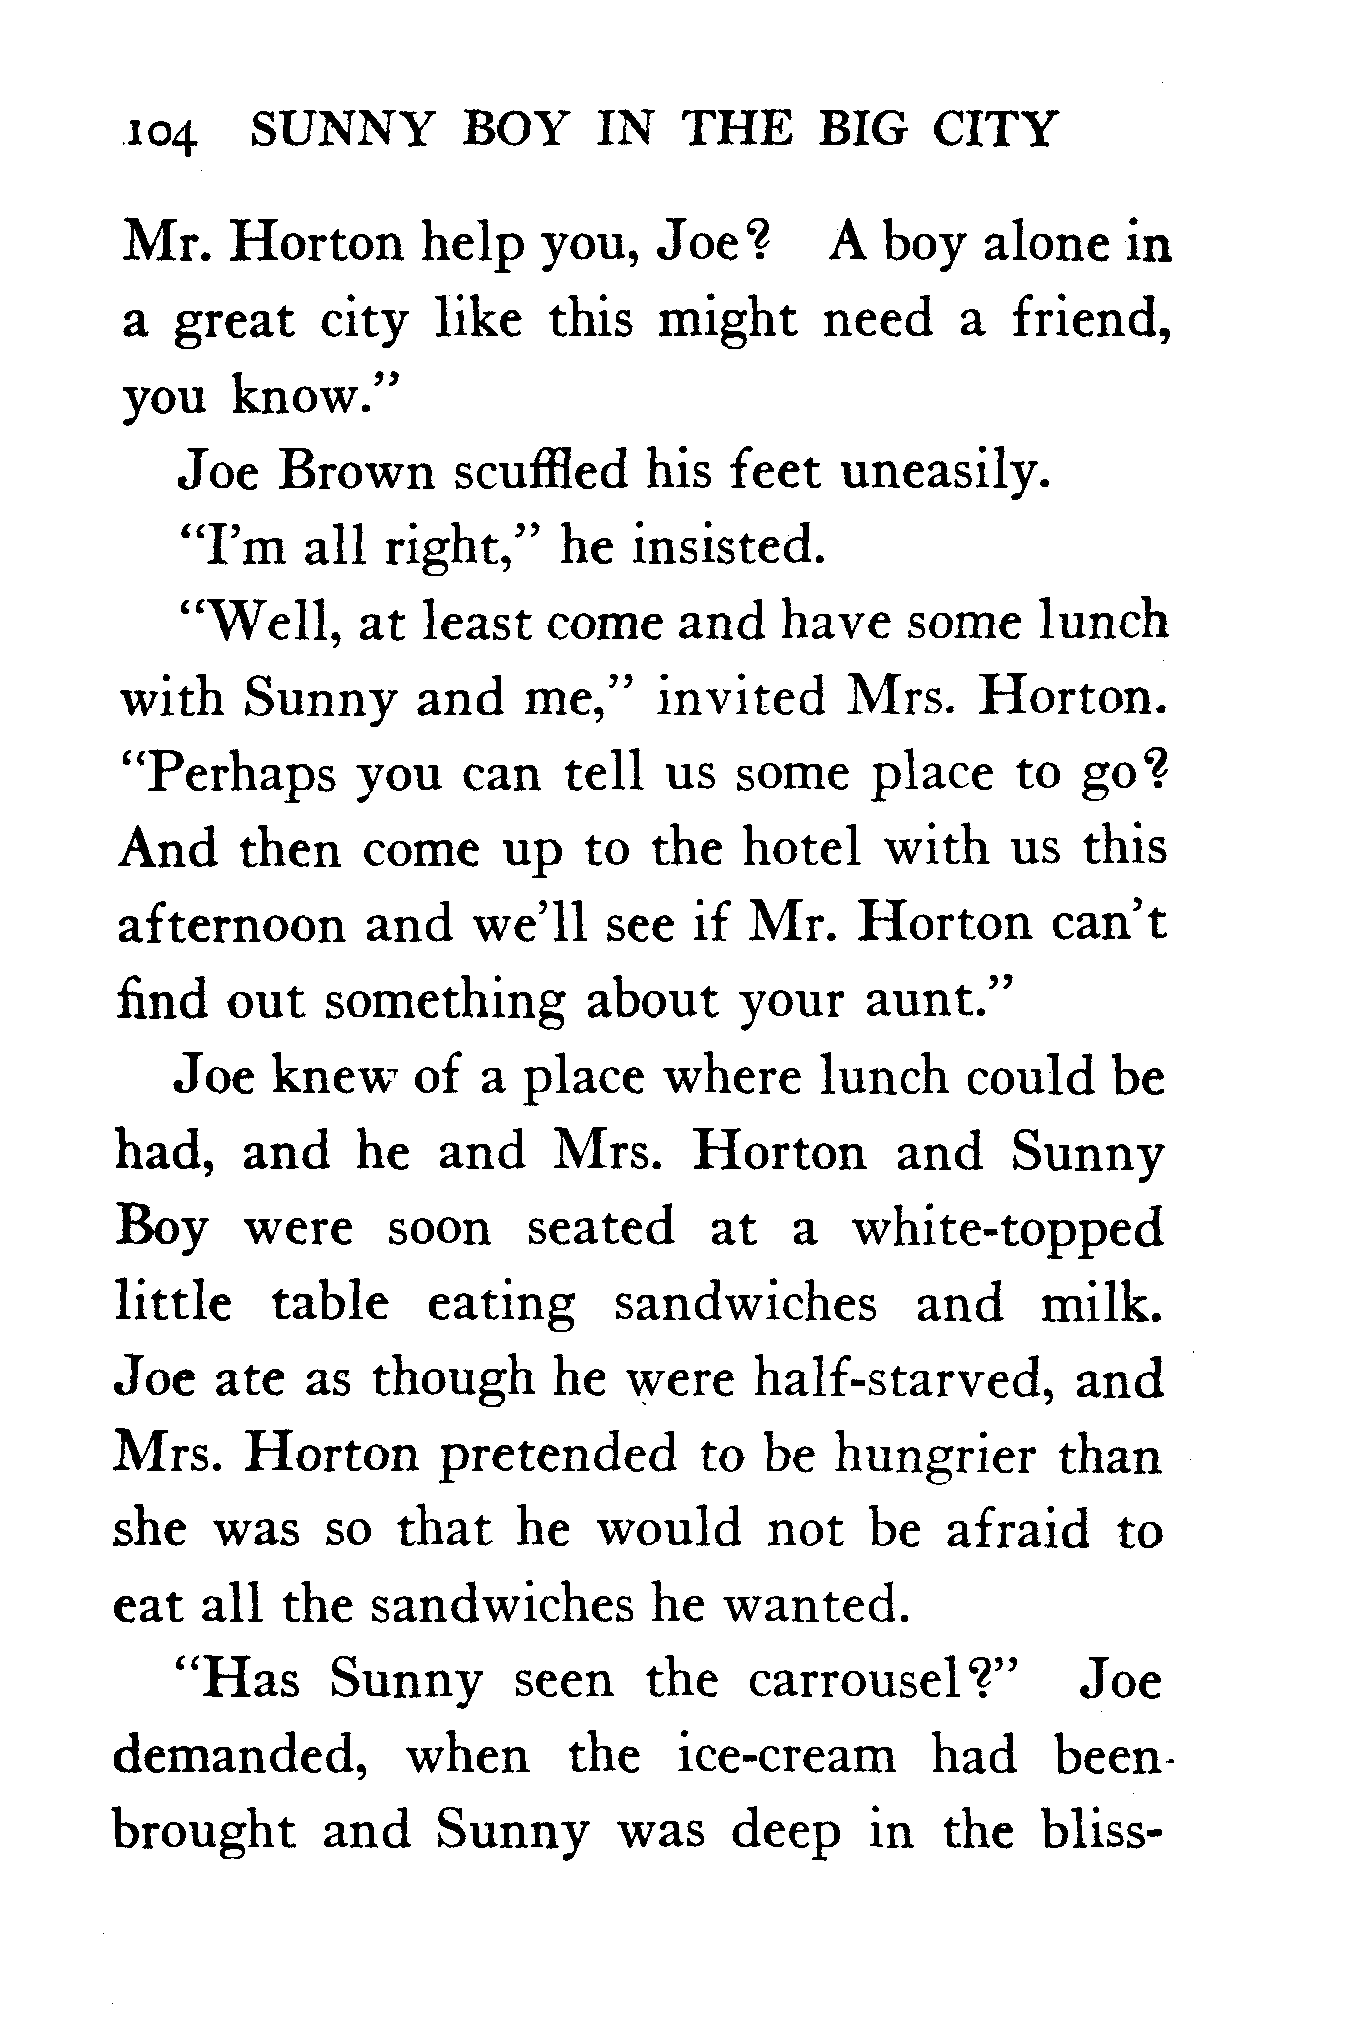 104 SUNNY BOY IN THE BIG CITY
Mr. Horton help you, Joe? A boy alone in
a great city like this might need a friend,
you know.”
Joe Brown scuffled his feet uneasily.
“I’m all right,” he insisted.
“Well, at least come and have some lunch
with Sunny and me,” invited Mrs. Horton.
“Perhaps you can tell us some place to go?
And then come up to the hotel with us this
afternoon and we’ll see if Mr. Horton can’t
find out something about your aunt.”
Joe knew of a place where lunch could be
had, and he and Mrs. Horton and Sunny
Boy were soon seated at a white-topped
little table eating sandwiches and milk.
Joe ate as though he were half-starved, and
Mrs. Horton pretended to be hungrier than
she was so that he would not be afraid to
eat all the sandwiches he wanted.
“Has Sunny seen the carrousel?” Joe
demanded, when the ice-cream had been
brought and Sunny was deep in the bliss-